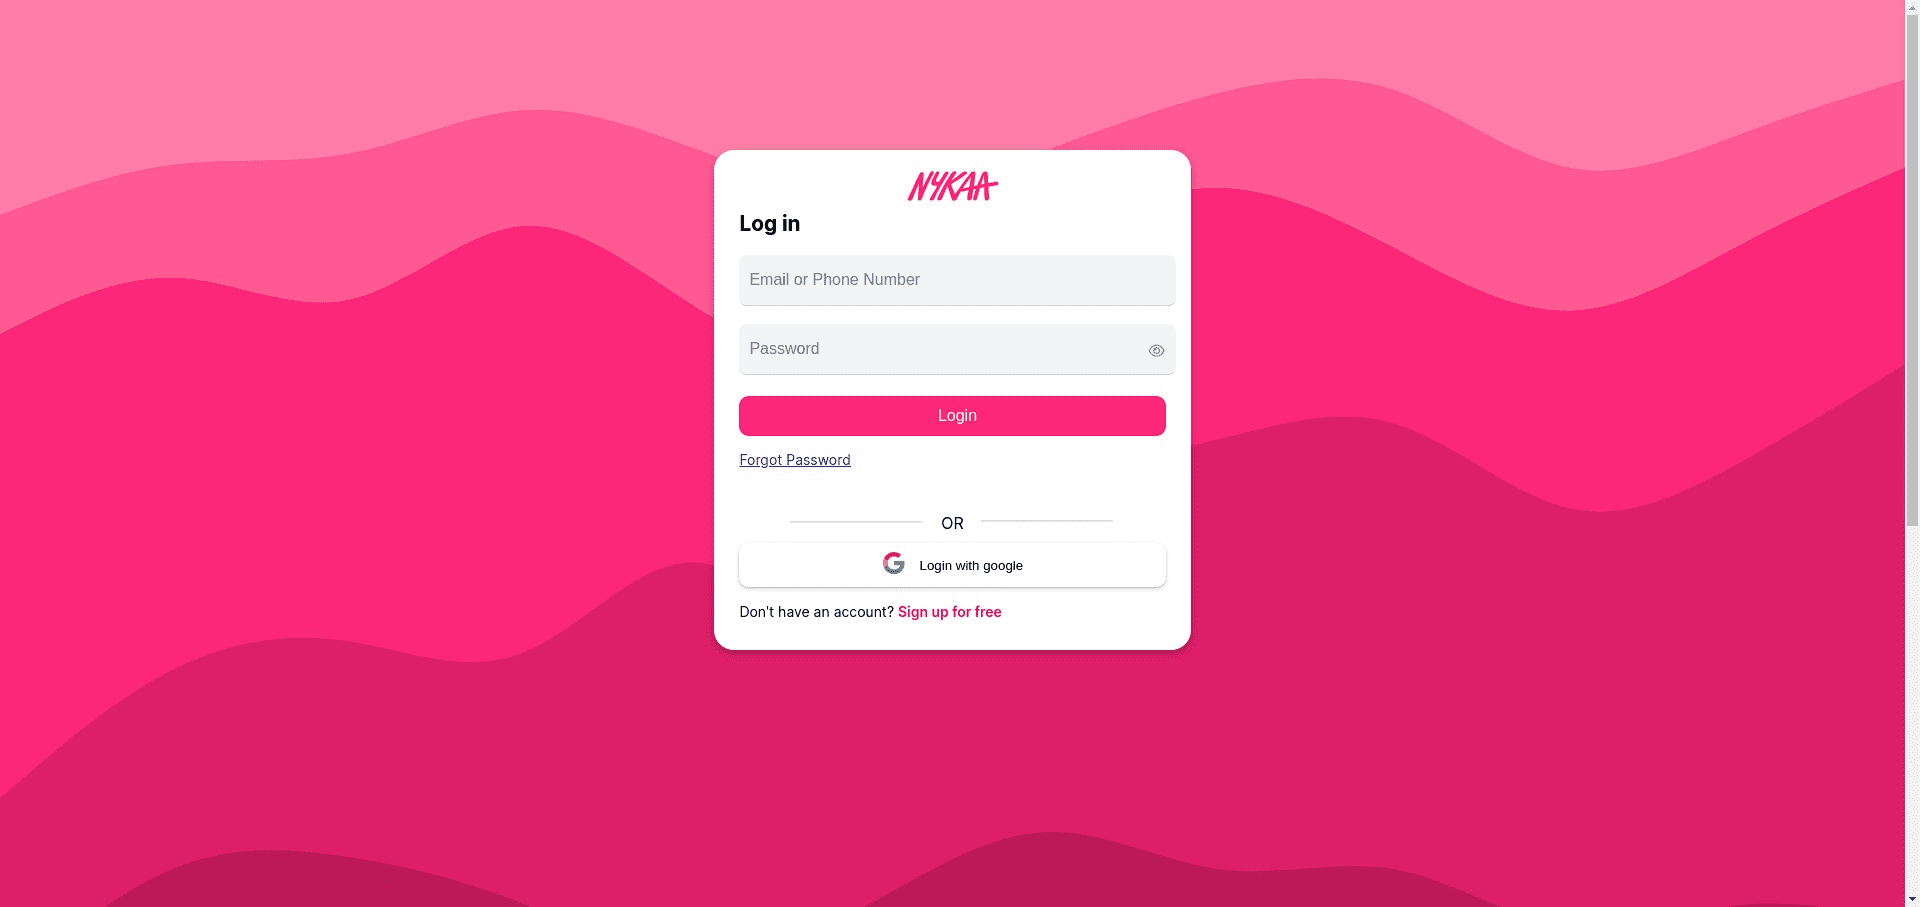 NYKAA
Log in
Email or Phone Number
Password
Login
Forgot Password
OR
Login with google
Don't have an account? Sign up for free